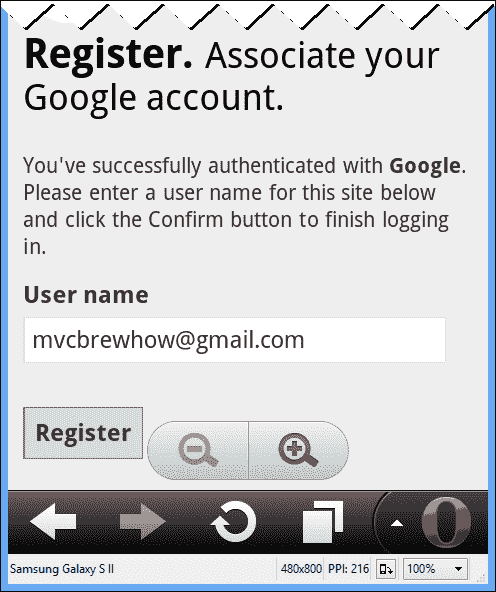 Register. Associate your
Google account.
You've successfully authenticated with Google.
Please enter a user name for this site below
and click the Confirm button to finish logging
in.
User name
mvcbrewhow@gmail.com
Register
Samsung Galaxy S II 480x800 PPI: 216 100%